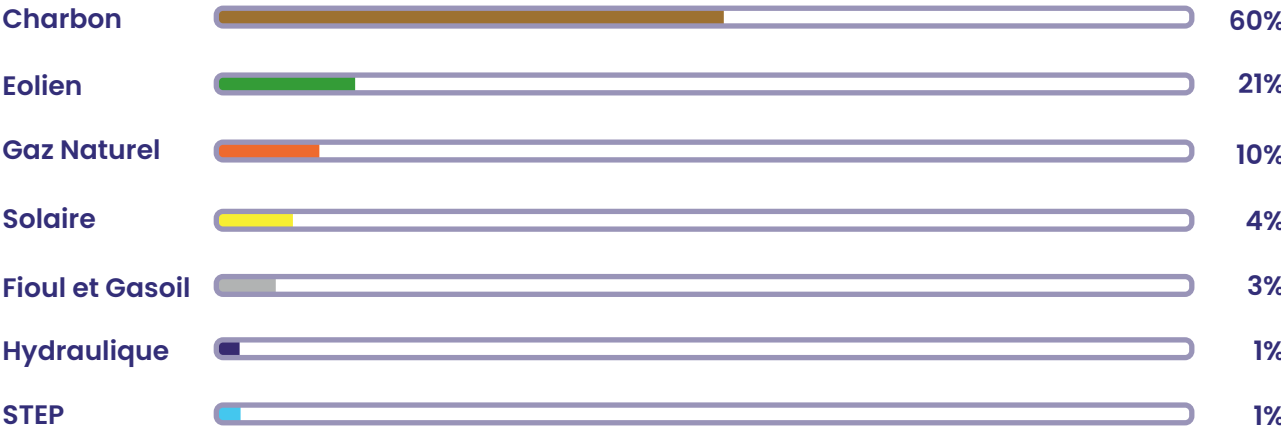 Charbon 60%
Eolien 21%
Gaz Naturel 10%
Solaire 4%
Fioul et Gasoil 3%
Hydraulique 1%
STEP 1%